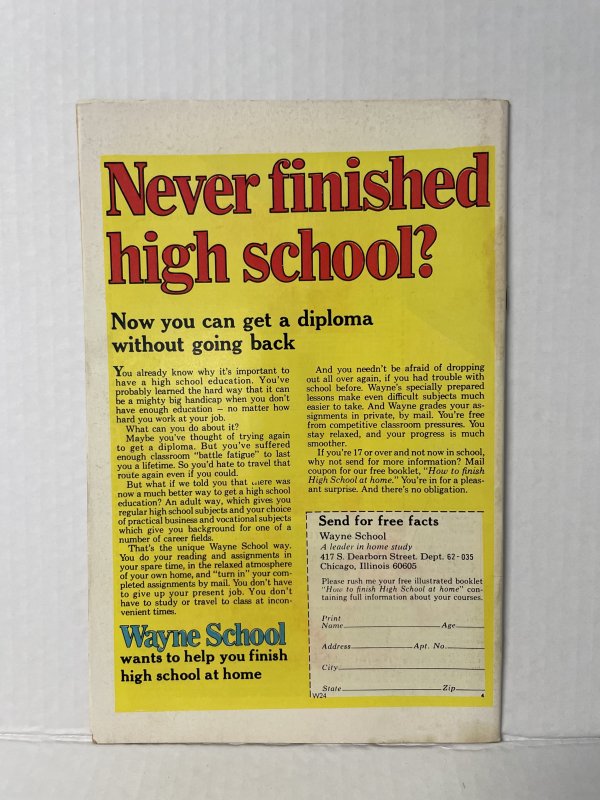 Never finished
high school?
Now you can get a diploma
without going back
You already know why it's important to
have a high school education. You've
probably learned the hard way that it can
be a mighty big handicap when you don't
have enough education – no matter how
hard you work at your job.
What can you do about it?
Maybe you've thought of trying again
to get a diploma. But you've suffered
enough classroom "battle fatigue" to last
you a lifetime. So you'd hate to travel that
route again even if you could.
But what if we told you that there was
now a much better way to get a high school
education? An adult way, which gives you
regular high school subjects and your choice
of practical business and vocational subjects
which give you background for one of a
number of career fields.
That's the unique Wayne School way.
You do your reading and assignments in
your spare time, in the relaxed atmosphere
of your own home, and "turn in" your com-
pleted assignments by mail. You don't have
to give up your present job. You don't
have to study or travel to class at incon-
venient times.
Wayne School
wants to help you finish
high school at home
And you needn't be afraid of dropping
out all over again, if you had trouble with
school before. Wayne's specially prepared
lessons make even difficult subjects much
easier to take. And Wayne grades your as-
signments in private, by mail. You're free
from competitive classroom pressures. You
stay relaxed, and your progress is much
smoother.
If you're 17 or over and not now in school,
why not send for more information? Mail
coupon for our free booklet, "How to finish
High School at home." You're in for a pleas-
ant surprise. And there's no obligation.
Send for free facts
Wayne School
A leader in home study
417 S. Dearborn Street. Dept. 62-035
Chicago, Illinois 60605
Please rush me your free illustrated booklet
"How to finish High School at home" con-
taining full information about your courses.
Print
Name Age
Address Apt. No.
City
State Zip
W24 4